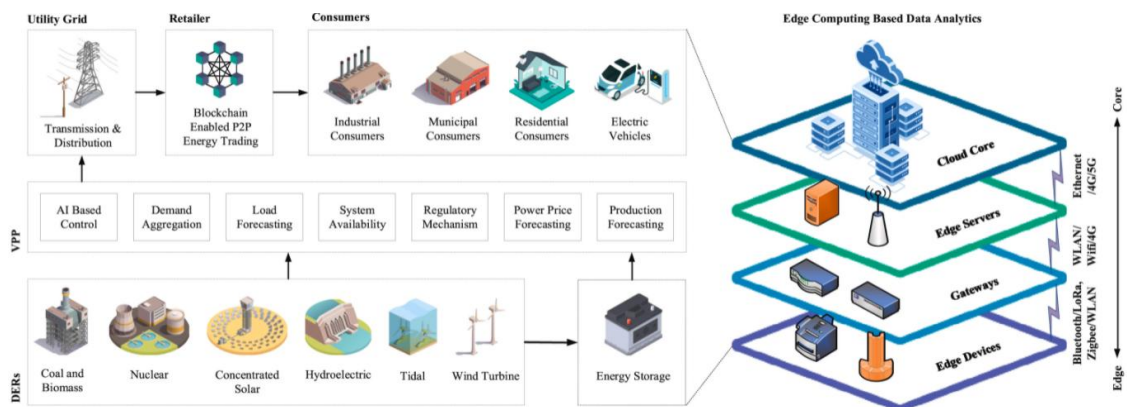 Utility Grid
Retailer
Consumers
Edge Computing Based Data Analytics
Transmission &
Distribution
Blockchain
Enabled P2P
Energy Trading
Industrial
Consumers
Municipal
Consumers
Residential
Consumers
Electric
Vehicles
VPP
AI Based
Control
Demand
Aggregation
Load
Forecasting
System
Availability
Regulatory
Mechanism
Power Price
Forecasting
Production
Forecasting
DERs
Coal and
Biomass
Nuclear
Concentrated
Solar
Hydroelectric
Tidal
Wind Turbine
Energy Storage
Cloud Core
Edge Servers
Gateways
Edge Devices
Ethernet
/4G/5G
WLAN/
Wifi/4G
Bluetooth/LoRa,
Zigbee/WLAN
Core
Edge